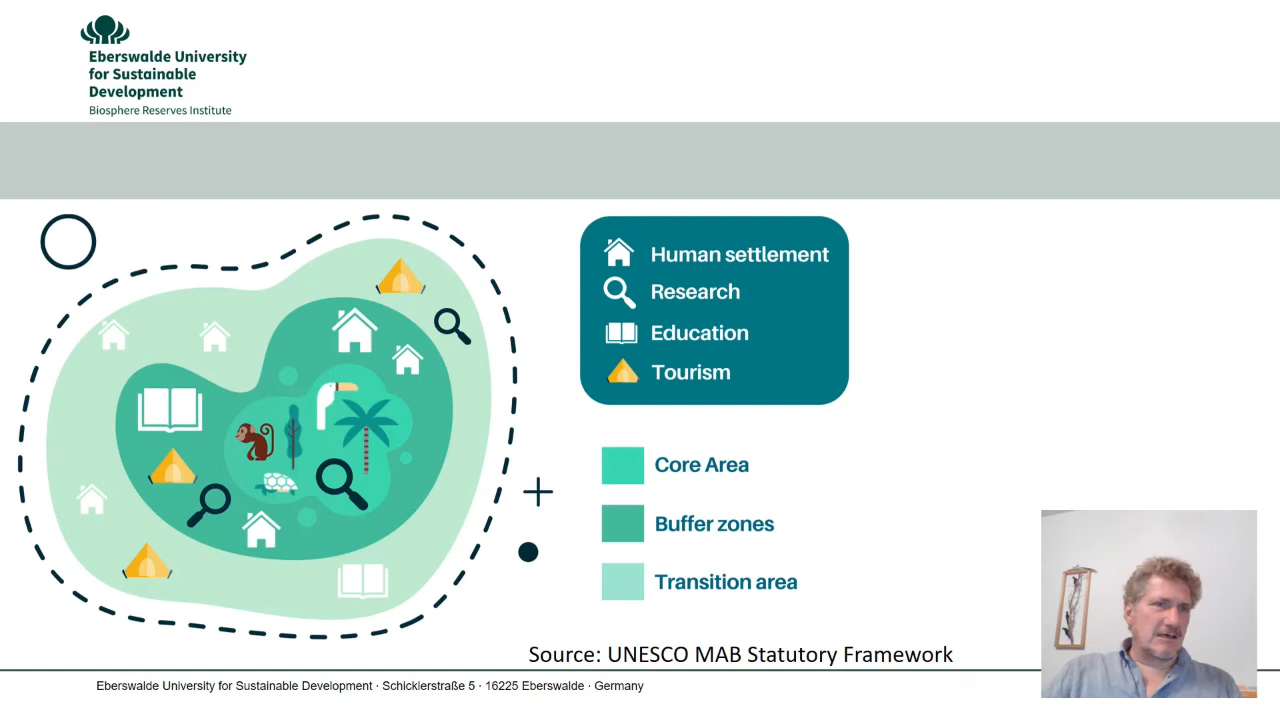 Eberswalde University
for Sustainable
Development
Biosphere Reserves Institute
Human settlement
Research
Education
Tourism
Core Area
Buffer zones
Transition area
Source: UNESCO MAB Statutory Framework
Eberswalde University for Sustainable Development · Schicklerstraße 5 · 16225 Eberswalde · Germany